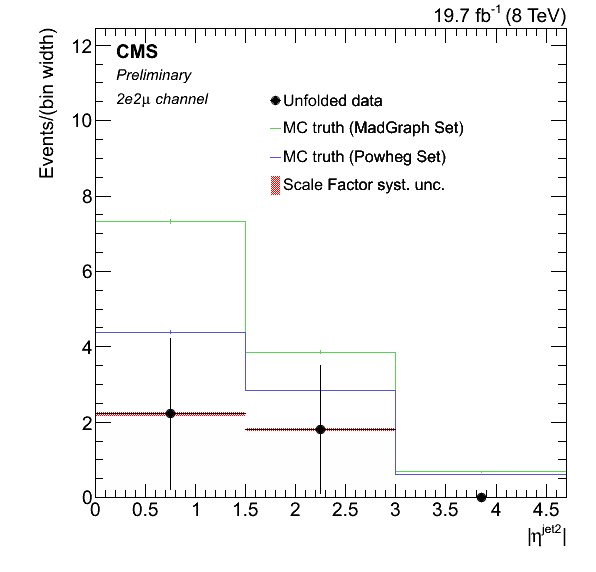 19.7 fb⁻¹ (8 TeV)
Events/(bin width)
CMS
Preliminary
2e2μ channel
Unfolded data
MC truth (MadGraph Set)
MC truth (Powheg Set)
Scale Factor syst. unc.
12
10
8
6
4
2
0
0 0.5 1 1.5 2 2.5 3 3.5 4 4.5
|η^jet2|